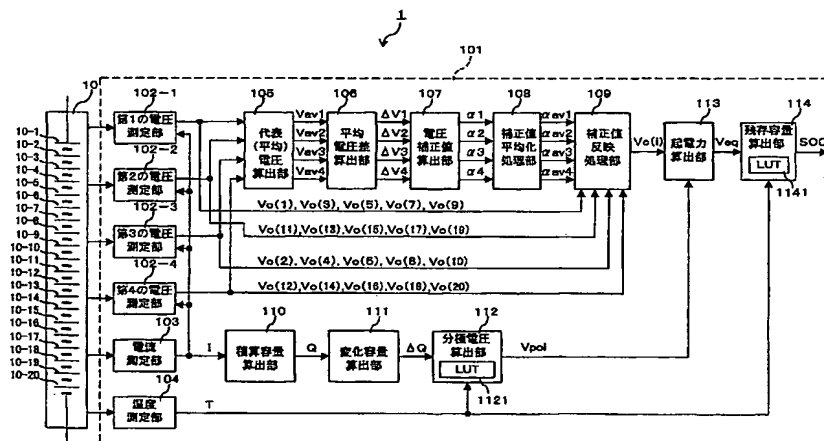 1
101
10
102-1
105
106
107
108
109
10-1
10-2
10-3
10-4
10-5
10-6
10-7
10-8
10-9
10-10
10-11
10-12
10-13
10-14
10-15
10-16
10-17
10-18
10-19
10-20
第1の電圧
測定部
102-2
第2の電圧
測定部
102-3
第3の電圧
測定部
102-4
第4の電圧
測定部
103
電流
測定部
104
温度
測定部
代表
(平均)
電圧
算出部
Vav1
Vav2
Vav3
Vav4
平均
電圧差
算出部
ΔV1
ΔV2
ΔV3
ΔV4
電圧
補正値
算出部
α1
α2
α3
α4
補正値
平均化
処理部
αav1
αav2
αav3
αav4
補正値
反映
処理部
Vo(i)
113
起電力
算出部
Veq
114
残存容量
算出部
LUT
1141
SOC
Vo(1), Vo(3), Vo(5), Vo(7), Vo(9)
Vo(11),Vo(13),Vo(15),Vo(17),Vo(19)
Vo(2), Vo(4), Vo(5), Vo(8), Vo(10)
Vo(12),Vo(14),Vo(16),Vo(18),Vo(20)
I
110
積算容量
算出部
Q
111
変化容量
算出部
ΔQ
112
分極電圧
算出部
LUT
1121
Vpol
T